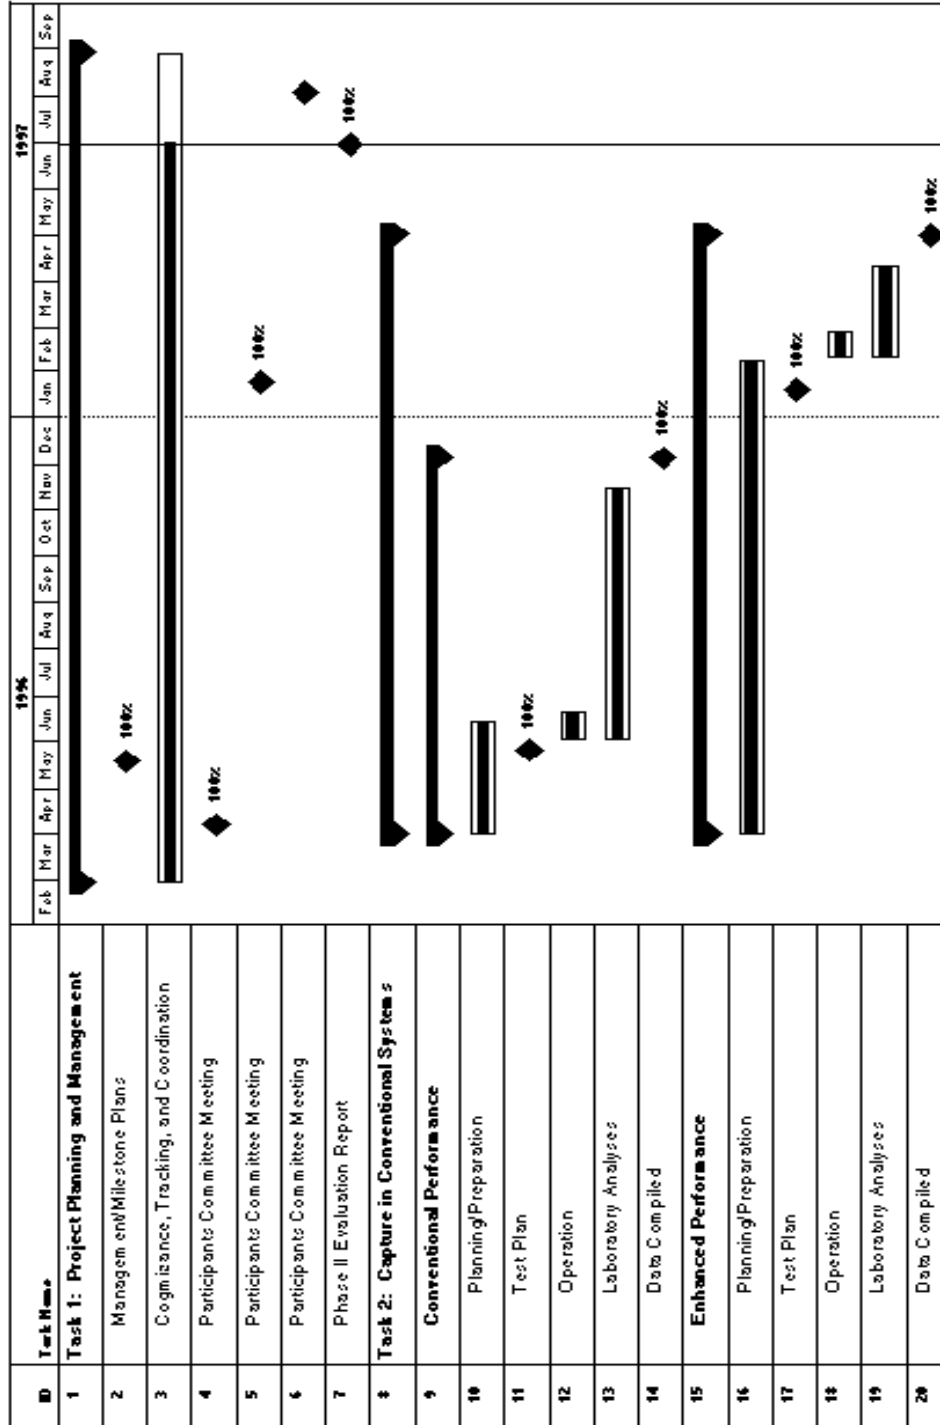 1996 1997
ID Task Name Feb Mar Apr May Jun Jul Aug Sep Oct Nov Dec Jan Feb Mar Apr May Jun Jul Aug Sep
1 Task 1: Project Planning and Management
2 Management/Milestone Plans 100%
3 Cogmizance, Tracking, and Coordination
4 Participants Committee Meeting 100%
5 Participants Committee Meeting 100%
6 Participants Committee Meeting
7 Phase II Evaluation Report 100%
8 Task 2: Capture in Conventional Systems
9 Conventional Performance
10 Planning/Preparation
11 Test Plan 100%
12 Operation
13 Laboratory Analyses
14 Data Compiled 100%
15 Enhanced Performance
16 Planning/Preparation
17 Test Plan 100%
18 Operation
19 Laboratory Analyses
20 Data Compiled 100%